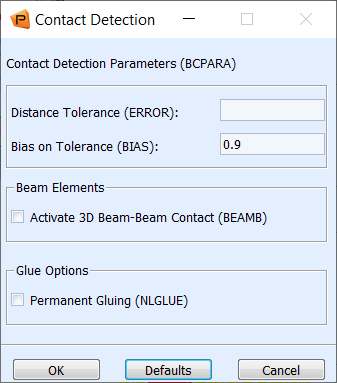 Contact Detection
Contact Detection Parameters (BCPARA)
Distance Tolerance (ERROR):
Bias on Tolerance (BIAS): 0.9
Beam Elements
Activate 3D Beam-Beam Contact (BEAMB)
Glue Options
Permanent Gluing (NLGLUE)
OK Defaults Cancel